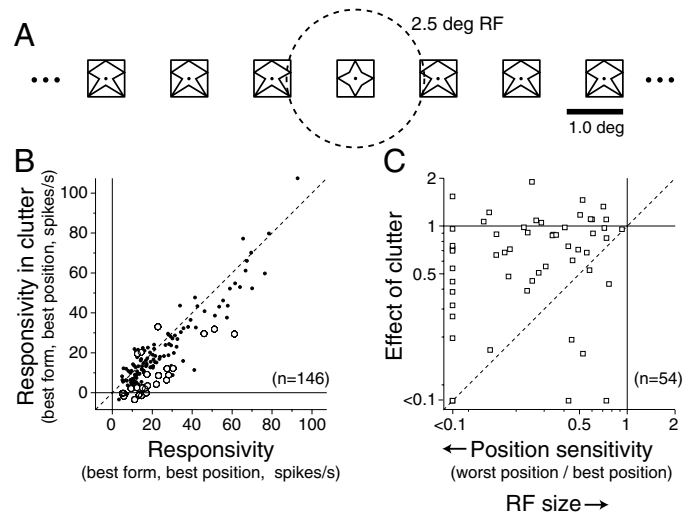 A
2.5 deg RF
1.0 deg
B
Responsivity in clutter
(best form, best position, spikes/s)
100
80
60
40
20
0
(n=146)
0 20 40 60 80 100
Responsivity
(best form, best position, spikes/s)
C
Effect of clutter
2
1
0.5
<0.1
(n=54)
<0.1 0.5 1 2
←Position sensitivity
(worst position / best position)
RF size→